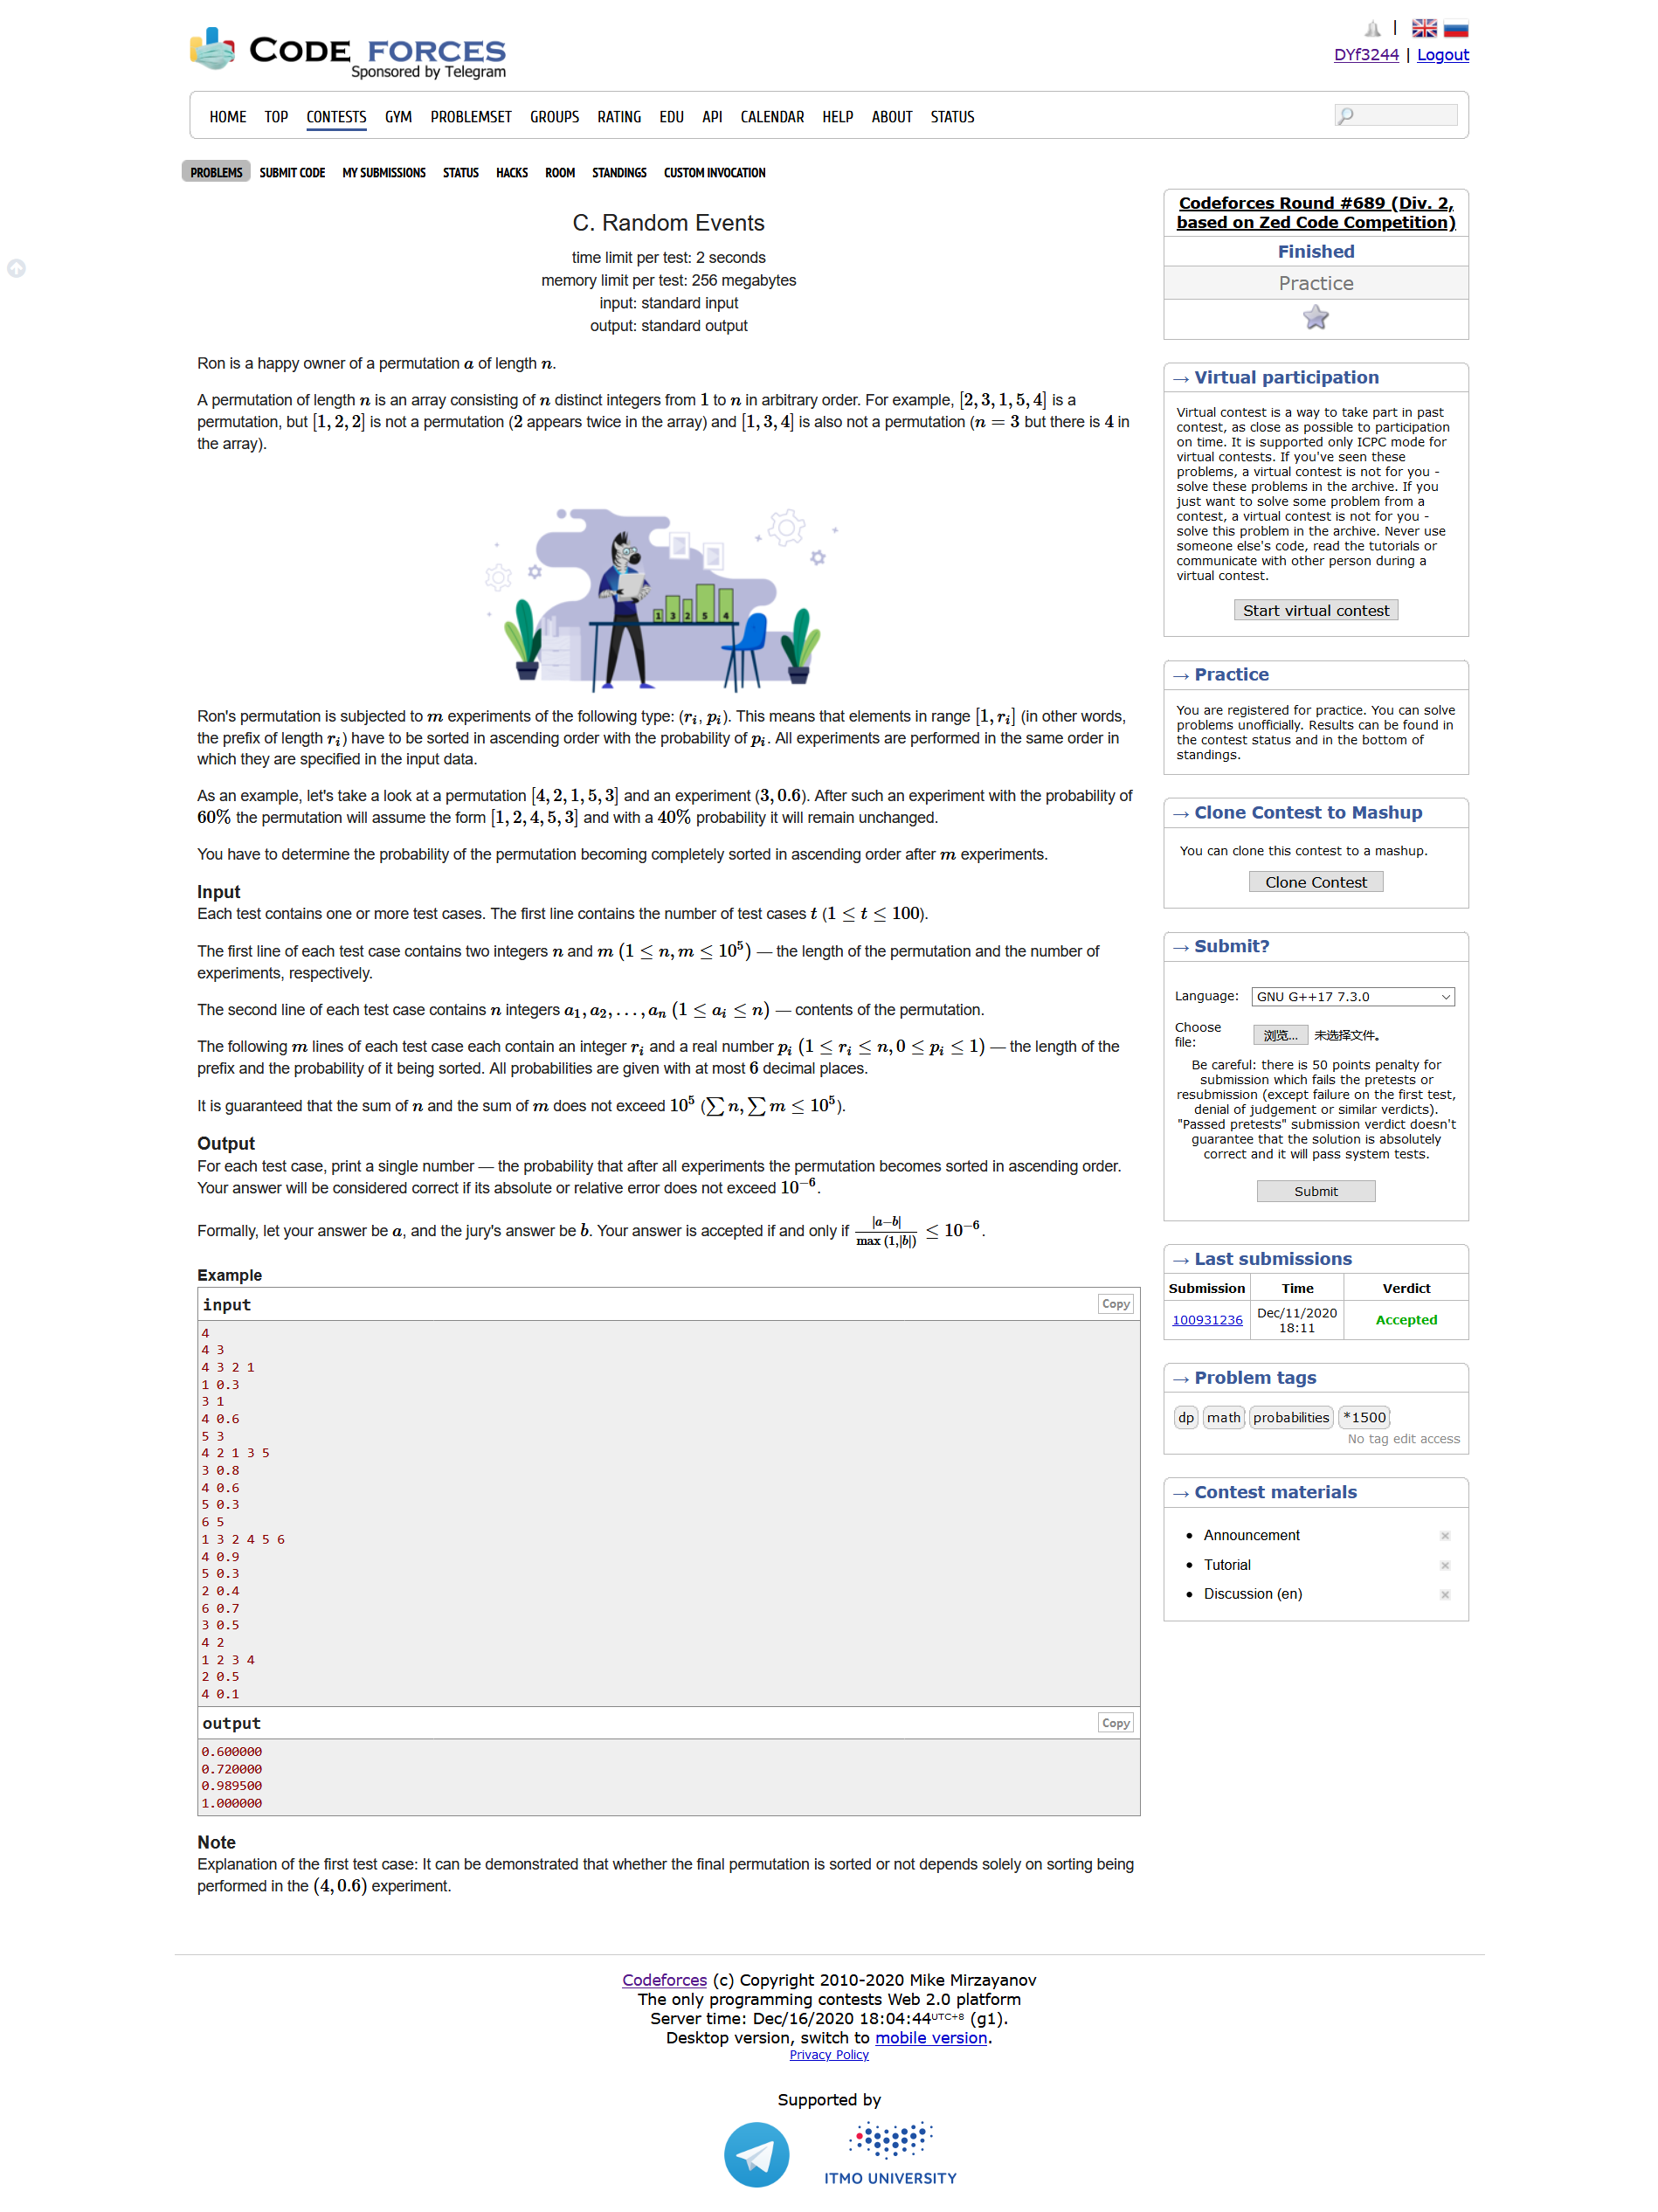 CODE FORCES
Sponsored by Telegram
|
DYf3244 | Logout
HOME TOP CONTESTS GYM PROBLEMSET GROUPS RATING EDU API CALENDAR HELP ABOUT STATUS
PROBLEMS SUBMIT CODE MY SUBMISSIONS STATUS HACKS ROOM STANDINGS CUSTOM INVOCATION
C. Random Events
time limit per test: 2 seconds
memory limit per test: 256 megabytes
input: standard input
output: standard output
Ron is a happy owner of a permutation a of length n.
A permutation of length n is an array consisting of n distinct integers from 1 to n in arbitrary order. For example, [2, 3, 1, 5, 4] is a
permutation, but [1, 2, 2] is not a permutation (2 appears twice in the array) and [1, 3, 4] is also not a permutation (n = 3 but there is 4 in
the array).
1 3 2 5 4
Ron's permutation is subjected to m experiments of the following type: (r_i, p_i). This means that elements in range [1, r_i] (in other words,
the prefix of length r_i) have to be sorted in ascending order with the probability of p_i. All experiments are performed in the same order in
which they are specified in the input data.
As an example, let's take a look at a permutation [4, 2, 1, 5, 3] and an experiment (3, 0.6). After such an experiment with the probability of
60% the permutation will assume the form [1, 2, 4, 5, 3] and with a 40% probability it will remain unchanged.
You have to determine the probability of the permutation becoming completely sorted in ascending order after m experiments.
Input
Each test contains one or more test cases. The first line contains the number of test cases t (1 ≤ t ≤ 100).
The first line of each test case contains two integers n and m (1 ≤ n, m ≤ 10^5) — the length of the permutation and the number of
experiments, respectively.
The second line of each test case contains n integers a_1, a_2, …, a_n (1 ≤ a_i ≤ n) — contents of the permutation.
The following m lines of each test case each contain an integer r_i and a real number p_i (1 ≤ r_i ≤ n, 0 ≤ p_i ≤ 1) — the length of the
prefix and the probability of it being sorted. All probabilities are given with at most 6 decimal places.
It is guaranteed that the sum of n and the sum of m does not exceed 10^5 (∑ n, ∑ m ≤ 10^5).
Output
For each test case, print a single number — the probability that after all experiments the permutation becomes sorted in ascending order.
Your answer will be considered correct if its absolute or relative error does not exceed 10^−6.
Formally, let your answer be a, and the jury's answer be b. Your answer is accepted if and only if |a−b| / max (1,|b|) ≤ 10^−6.
Example
input Copy
4
4 3
4 3 2 1
1 0.3
3 1
4 0.6
5 3
4 2 1 3 5
3 0.8
4 0.6
5 0.3
6 5
1 3 2 4 5 6
4 0.9
5 0.3
2 0.4
6 0.7
3 0.5
4 2
1 2 3 4
2 0.5
4 0.1
output Copy
0.600000
0.720000
0.989500
1.000000
Note
Explanation of the first test case: It can be demonstrated that whether the final permutation is sorted or not depends solely on sorting being
performed in the (4, 0.6) experiment.
Codeforces Round #689 (Div. 2,
based on Zed Code Competition)
Finished
Practice
→ Virtual participation
Virtual contest is a way to take part in past
contest, as close as possible to participation
on time. It is supported only ICPC mode for
virtual contests. If you've seen these
problems, a virtual contest is not for you -
solve these problems in the archive. If you
just want to solve some problem from a
contest, a virtual contest is not for you -
solve this problem in the archive. Never use
someone else's code, read the tutorials or
communicate with other person during a
virtual contest.
Start virtual contest
→ Practice
You are registered for practice. You can solve
problems unofficially. Results can be found in
the contest status and in the bottom of
standings.
→ Clone Contest to Mashup
You can clone this contest to a mashup.
Clone Contest
→ Submit?
Language: GNU G++17 7.3.0
Choose
file: 浏览... 未选择文件。
Be careful: there is 50 points penalty for
submission which fails the pretests or
resubmission (except failure on the first test,
denial of judgement or similar verdicts).
"Passed pretests" submission verdict doesn't
guarantee that the solution is absolutely
correct and it will pass system tests.
Submit
→ Last submissions
Submission Time Verdict
100931236 Dec/11/2020 18:11 Accepted
→ Problem tags
dp math probabilities *1500
No tag edit access
→ Contest materials
Announcement
Tutorial
Discussion (en)
Codeforces (c) Copyright 2010-2020 Mike Mirzayanov
The only programming contests Web 2.0 platform
Server time: Dec/16/2020 18:04:44 UTC+8 (g1).
Desktop version, switch to mobile version.
Privacy Policy
Supported by
ITMO UNIVERSITY